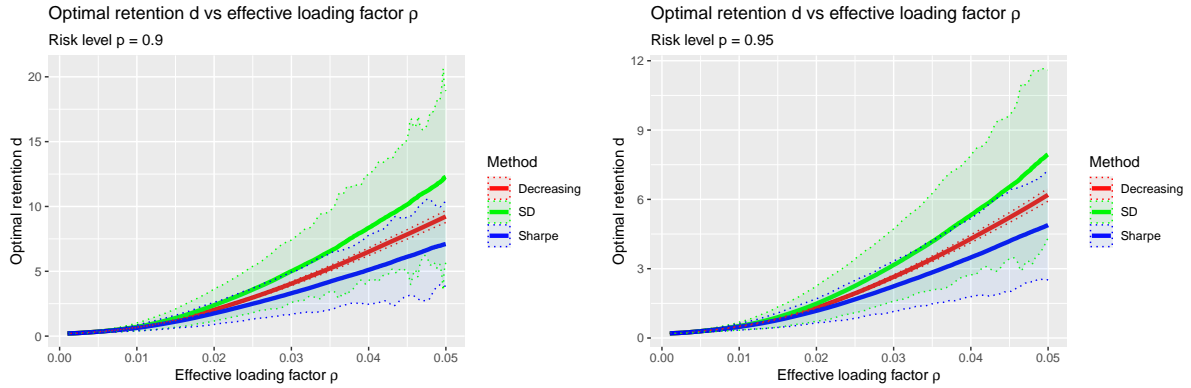 Optimal retention d vs effective loading factor ρ
Risk level p = 0.9
20
15
10
5
0
Optimal retention d
0.00 0.01 0.02 0.03 0.04 0.05
Effective loading factor ρ
Method
Decreasing
SD
Sharpe
Optimal retention d vs effective loading factor ρ
Risk level p = 0.95
12
9
6
3
0
Optimal retention d
0.00 0.01 0.02 0.03 0.04 0.05
Effective loading factor ρ
Method
Decreasing
SD
Sharpe